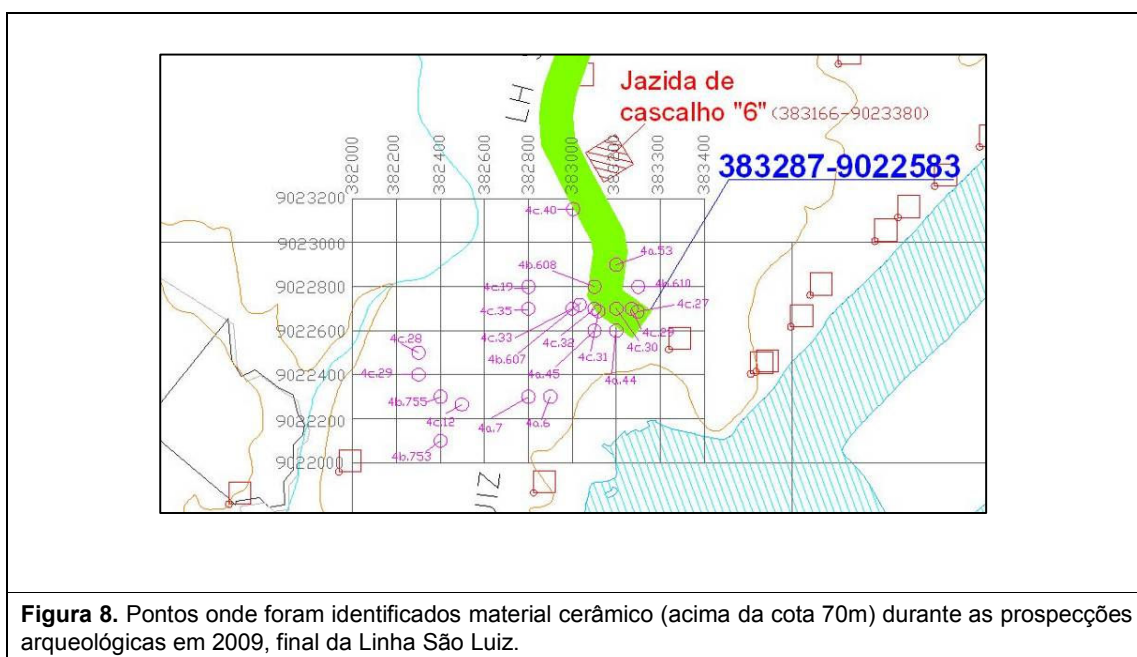 LH S
Jazida de
cascalho "6" (383166-9023380)
383287-9022583
382000
382200
382400
382600
382800
383000
383200
383300
383400
9023200
9023000
9022800
9022600
9022400
9022200
9022000
4c.40
4a.53
4b.608
4b.610
4c.19
4c.35
4c.27
4c.33
4c.32
4c.30
4b.607
4c.31
4a.45
4a.44
4c.28
4c.29
4b.755
4c.12
4a.7
4a.6
4b.753
UIZ
Figura 8. Pontos onde foram identificados material cerâmico (acima da cota 70m) durante as prospecções
arqueológicas em 2009, final da Linha São Luiz.